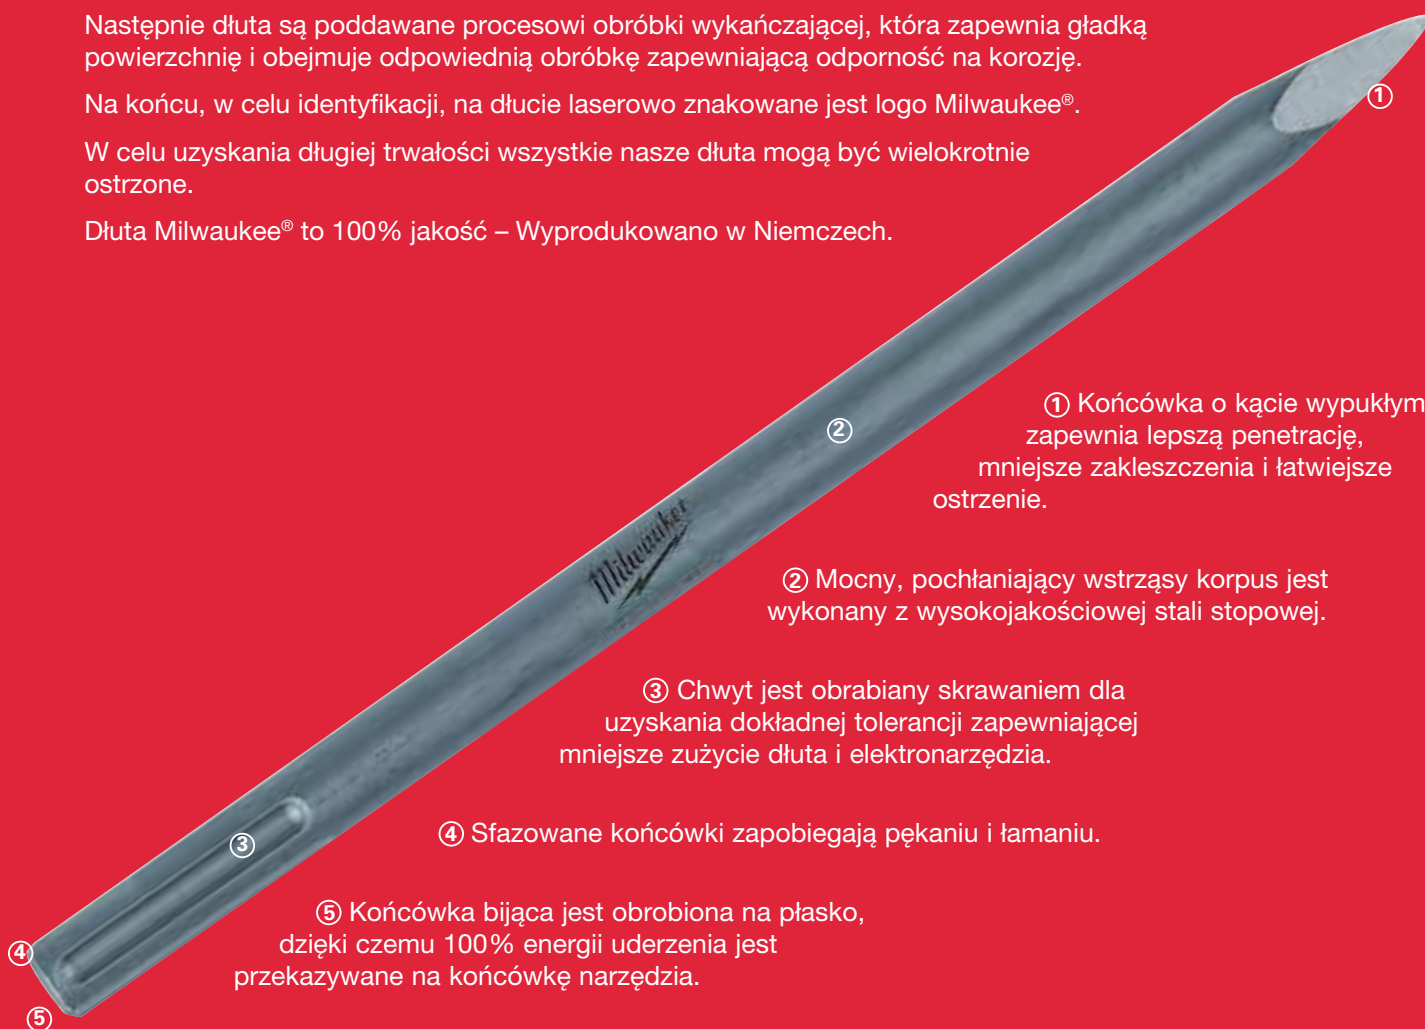 Następnie dłuta są poddawane procesowi obróbki wykańczającej, która zapewnia gładką
powierzchnię i obejmuje odpowiednią obróbkę zapewniającą odporność na korozję.
Na końcu, w celu identyfikacji, na dłucie laserowo znakowane jest logo Milwaukee®.
W celu uzyskania długiej trwałości wszystkie nasze dłuta mogą być wielokrotnie
ostrzone.
Dłuta Milwaukee® to 100% jakość – Wyprodukowano w Niemczech.
①
① Końcówka o kącie wypukłym
zapewnia lepszą penetrację,
mniejsze zakleszczenia i łatwiejsze
ostrzenie.
②
Milwaukee
② Mocny, pochłaniający wstrząsy korpus jest
wykonany z wysokojakościowej stali stopowej.
③ Chwyt jest obrabiany skrawaniem dla
uzyskania dokładnej tolerancji zapewniającej
mniejsze zużycie dłuta i elektronarzędzia.
③
④ Sfazowane końcówki zapobiegają pękaniu i łamaniu.
⑤ Końcówka bijąca jest obrobiona na płasko,
dzięki czemu 100% energii uderzenia jest
przekazywane na końcówkę narzędzia.
④
⑤